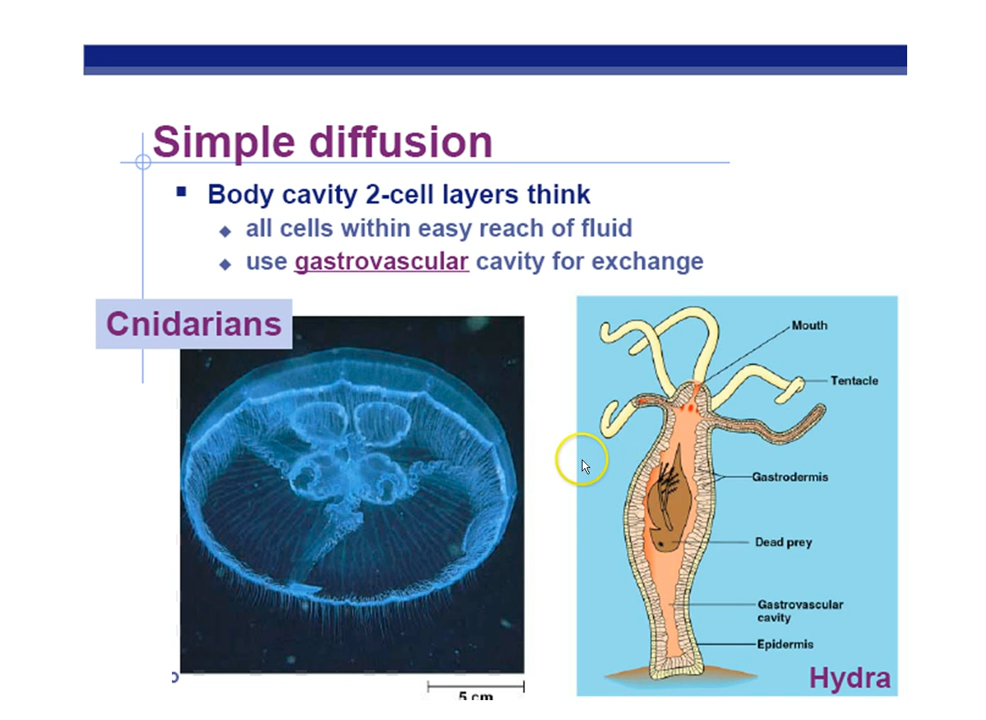 Simple diffusion
Body cavity 2-cell layers think
all cells within easy reach of fluid
use gastrovascular cavity for exchange
Cnidarians
Mouth
Tentacle
Gastrodermis
Dead prey
Gastrovascular
cavity
Epidermis
Hydra
5 cm